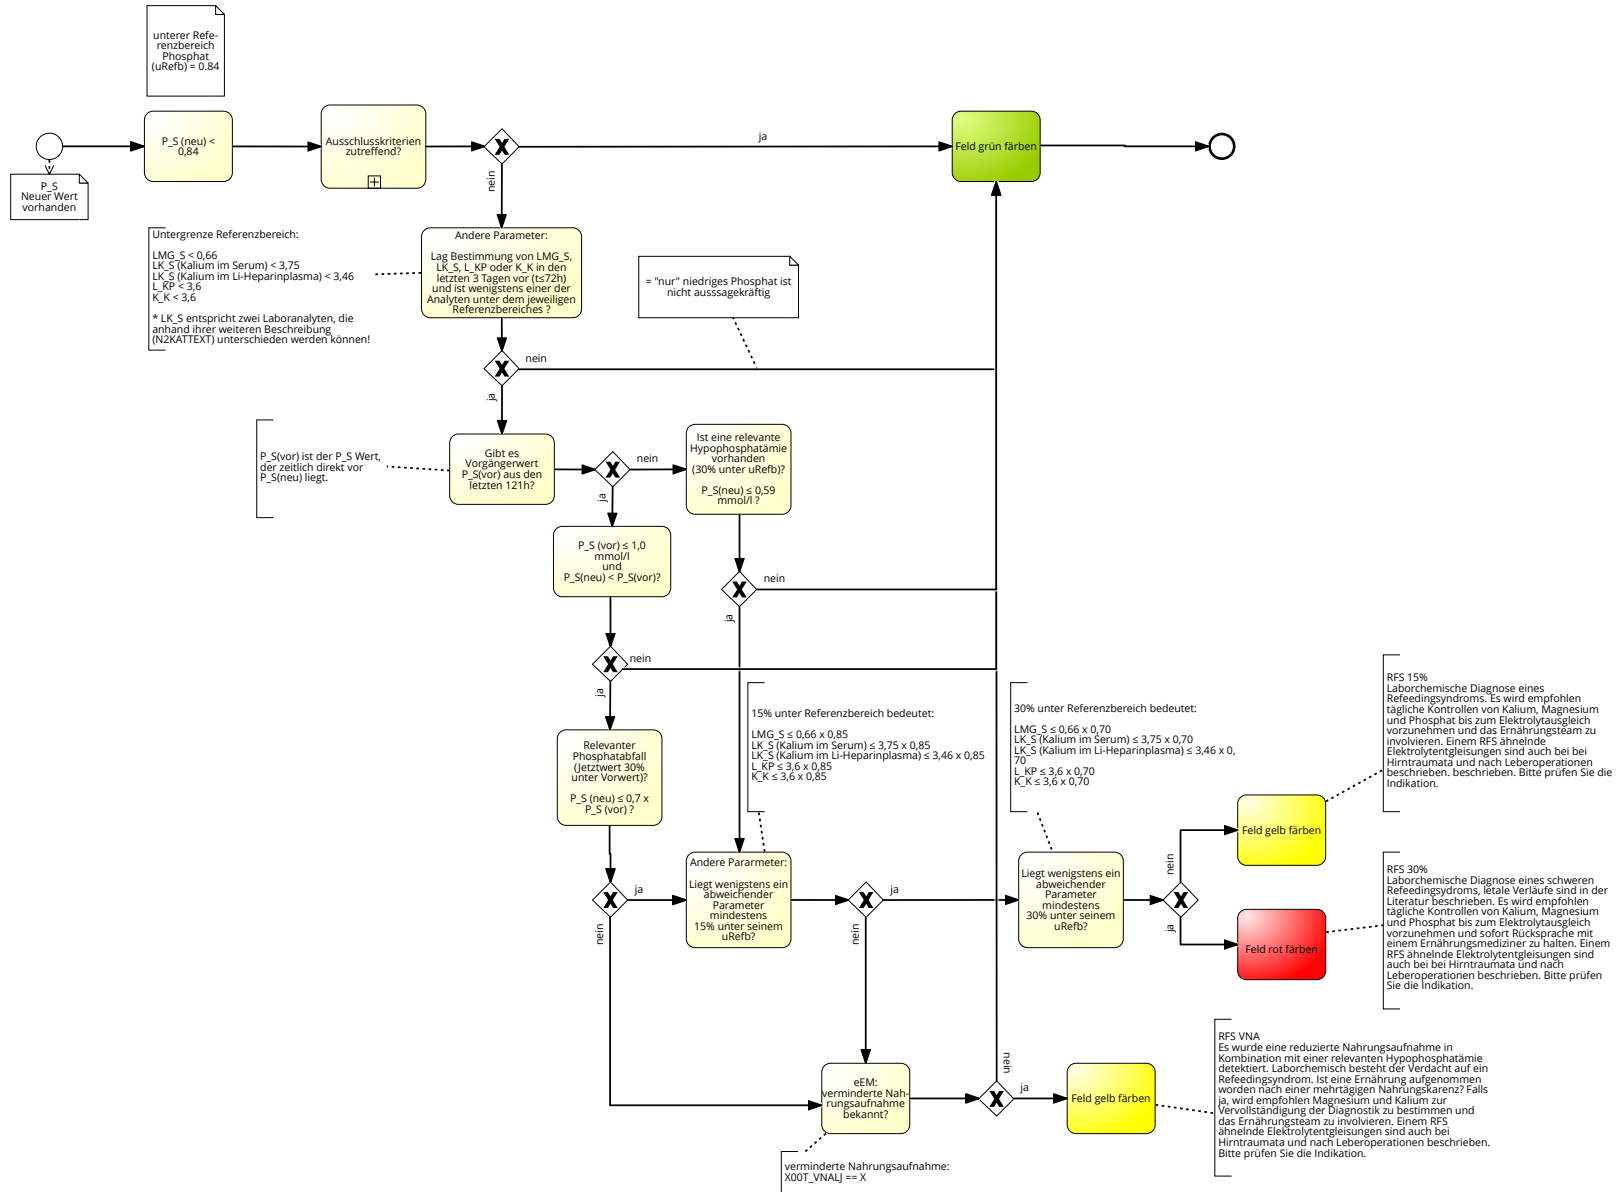 unterer Refe-
renzbereich
Phosphat
(uRefb) = 0.84
P_S (neu) <
0,84
Ausschlusskriterien
zutreffend?
ja
nein
Feld grün färben
P_S
Neuer Wert
vorhanden
Untergrenze Referenzbereich:
LMG_S < 0,66
LK_S (Kalium im Serum) < 3,75
LK_S (Kalium im Li-Heparinplasma) < 3,46
L_KP < 3,6
K_K < 3,6
* LK_S entspricht zwei Laboranalyten, die
anhand ihrer weiteren Beschreibung
(N2KATTEXT) unterschieden werden können!
Andere Parameter:
Lag Bestimmung von LMG_S,
LK_S, L_KP oder K_K in den
letzten 3 Tagen vor (t≤72h)
und ist wenigstens einer der
Analyten unter dem jeweiligen
Referenzbereiches ?
= "nur" niedriges Phosphat ist
nicht ausssagekräftig
nein
ja
P_S(vor) ist der P_S Wert,
der zeitlich direkt vor
P_S(neu) liegt.
Gibt es
Vorgängerwert
P_S(vor) aus den
letzten 121h?
nein
ja
Ist eine relevante
Hypophosphatämie
vorhanden
(30% unter uRefb)?
P_S(neu) ≤ 0,59
mmol/l ?
P_S (vor) ≤ 1,0
mmol/l
und
P_S(neu) < P_S(vor)?
nein
ja
nein
ja
Relevanter
Phosphatabfall
(Jetztwert 30%
unter Vorwert)?
P_S (neu) ≤ 0,7 x
P_S (vor) ?
15% unter Referenzbereich bedeutet:
LMG_S ≤ 0,66 x 0,85
LK_S (Kalium im Serum) ≤ 3,75 x 0,85
LK_S (Kalium im Li-Heparinplasma) ≤ 3,46 x 0,85
L_KP ≤ 3,6 x 0,85
K_K ≤ 3,6 x 0,85
30% unter Referenzbereich bedeutet:
LMG_S ≤ 0,66 x 0,70
LK_S (Kalium im Serum) ≤ 3,75 x 0,70
LK_S (Kalium im Li-Heparinplasma) ≤ 3,46 x 0,
70
L_KP ≤ 3,6 x 0,70
K_K ≤ 3,6 x 0,70
RFS 15%
Laborchemische Diagnose eines
Refeedingsyndroms. Es wird empfohlen
tägliche Kontrollen von Kalium, Magnesium
und Phosphat bis zum Elektrolytausgleich
vorzunehmen und das Ernährungsteam zu
involvieren. Einem RFS ähnelnde
Elektrolytentgleisungen sind auch bei bei
Hirntraumata und nach Leberoperationen
beschrieben. beschrieben. Bitte prüfen Sie die
Indikation.
Feld gelb färben
ja
nein
Andere Pararmeter:
Liegt wenigstens ein
abweichender
Parameter
mindestens
15% unter seinem
uRefb?
ja
nein
Liegt wenigstens ein
abweichender
Parameter
mindestens
30% unter seinem
uRefb?
nein
ja
Feld rot färben
RFS 30%
Laborchemische Diagnose eines schweren
Refeedingsydroms, letale Verläufe sind in der
Literatur beschrieben. Es wird empfohlen
tägliche Kontrollen von Kalium, Magnesium
und Phosphat bis zum Elektrolytausgleich
vorzunehmen und sofort Rücksprache mit
einem Ernährungsmediziner zu halten. Einem
RFS ähnelnde Elektrolytentgleisungen sind
auch bei bei Hirntraumata und nach
Leberoperationen beschrieben. Bitte prüfen
Sie die Indikation.
eEM:
verminderte Nah-
rungsaufnahme
bekannt?
nein
ja
Feld gelb färben
RFS VNA
Es wurde eine reduzierte Nahrungsaufnahme in
Kombination mit einer relevanten Hypophosphatämie
detektiert. Laborchemisch besteht der Verdacht auf ein
Refeedingsyndrom. Ist eine Ernährung aufgenommen
worden nach einer mehrtägigen Nahrungskarenz? Falls
ja, wird empfohlen Magnesium und Kalium zur
Vervollständigung der Diagnostik zu bestimmen und
das Ernährungsteam zu involvieren. Einem RFS
ähnelnde Elektrolytentgleisungen sind auch bei
Hirntraumata und nach Leberoperationen beschrieben.
Bitte prüfen Sie die Indikation.
verminderte Nahrungsaufnahme:
X00T_VNALJ == X